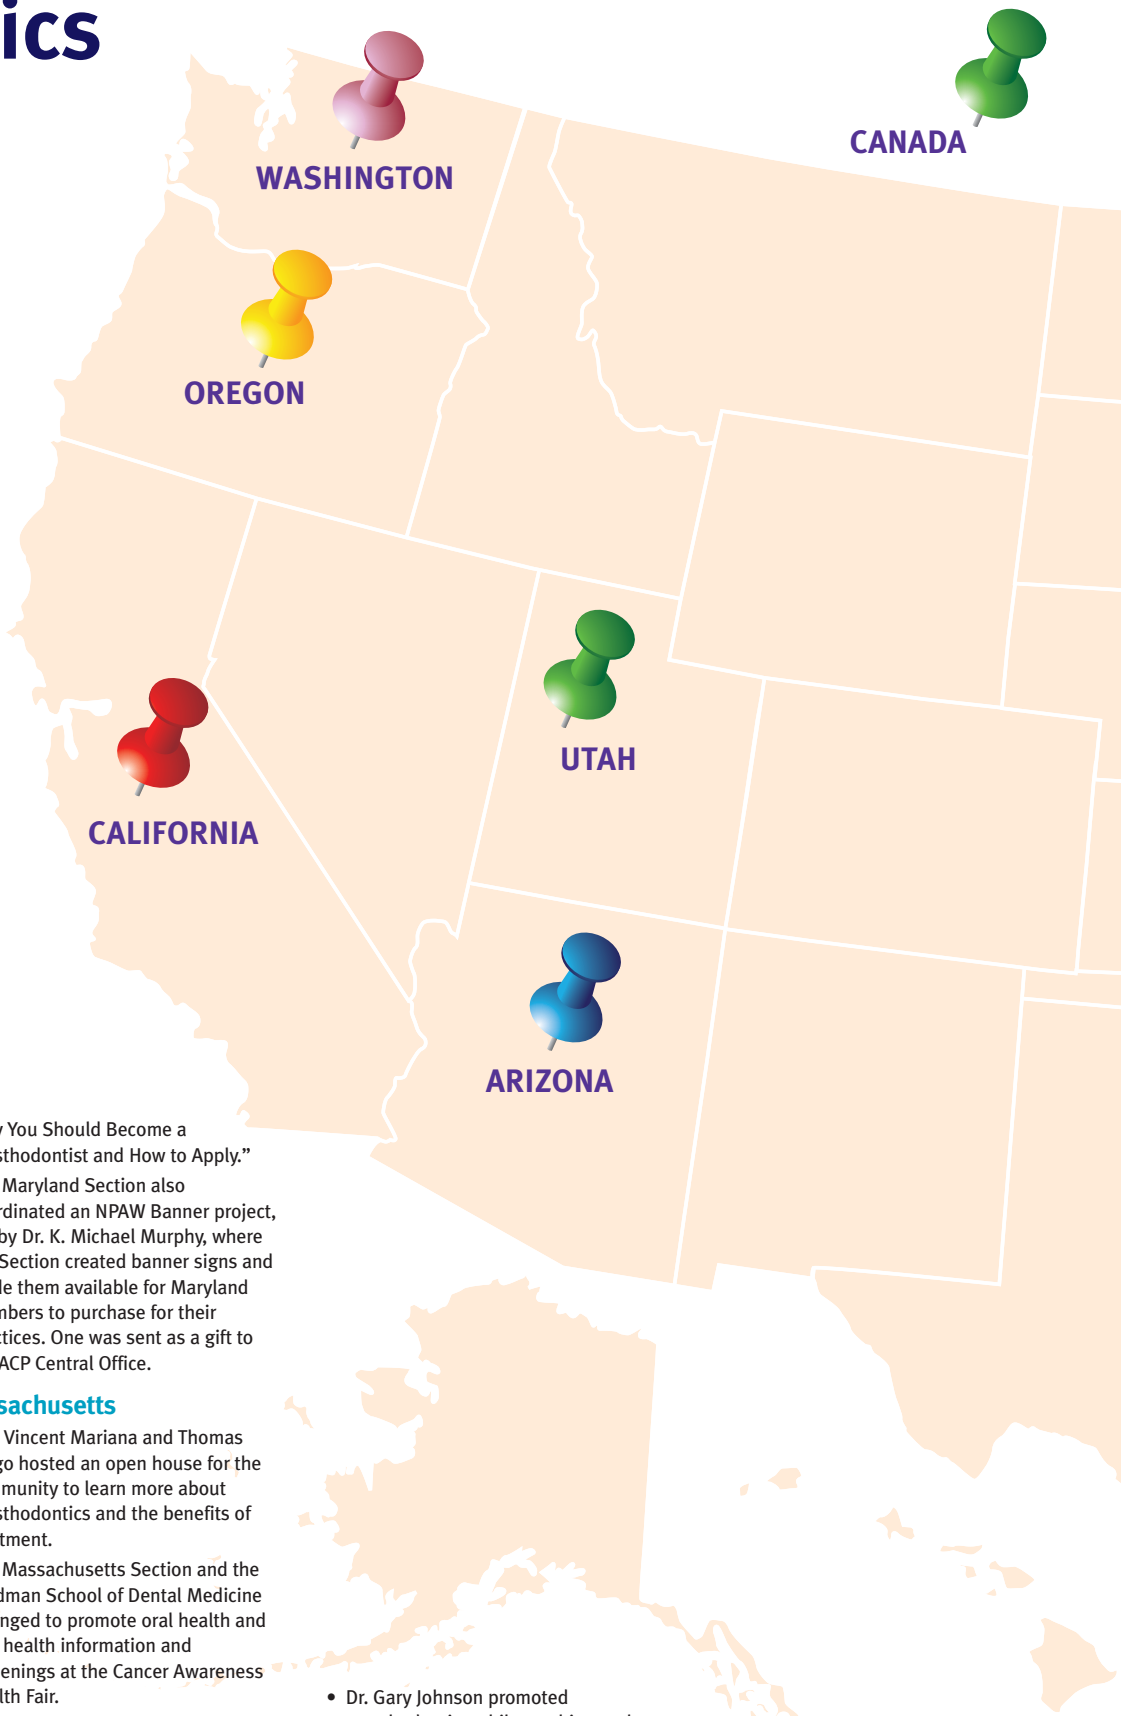 ics
CANADA
WASHINGTON
OREGON
UTAH
CALIFORNIA
ARIZONA
You Should Become a
sthodontist and How to Apply.”
Maryland Section also
rdinated an NPAW Banner project,
by Dr. K. Michael Murphy, where
Section created banner signs and
le them available for Maryland
mbers to purchase for their
ctices. One was sent as a gift to
ACP Central Office.
sachusetts
Vincent Mariana and Thomas
go hosted an open house for the
munity to learn more about
sthodontics and the benefits of
tment.
Massachusetts Section and the
dman School of Dental Medicine
nged to promote oral health and
health information and
enings at the Cancer Awareness
lth Fair.
• Dr. Gary Johnson promoted